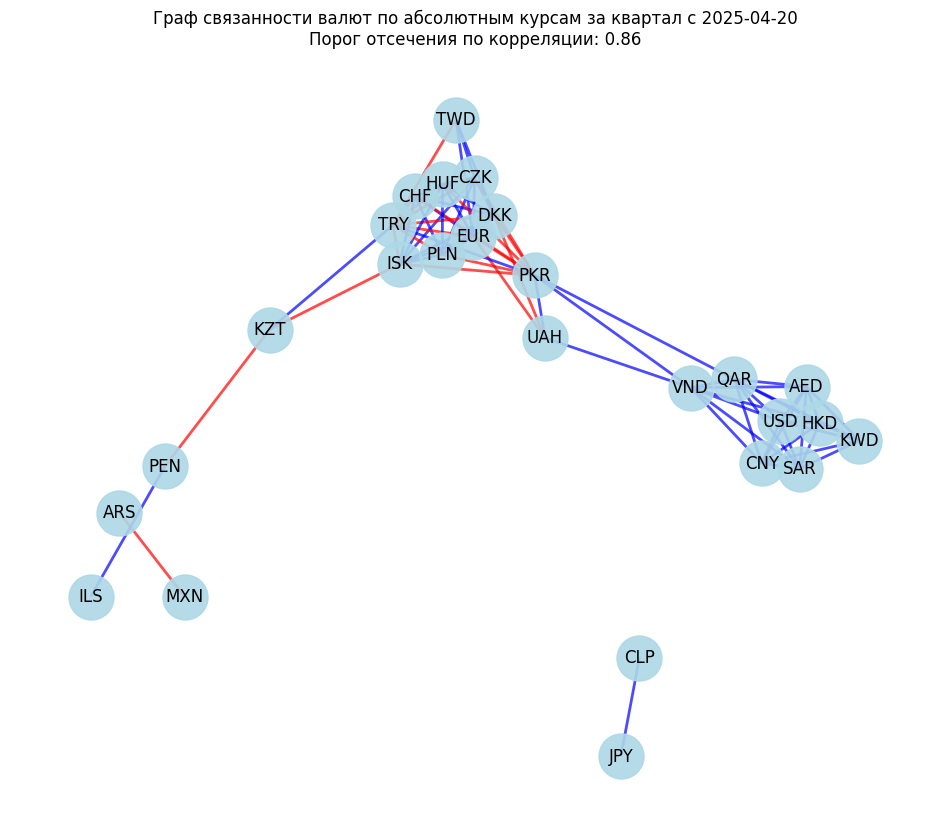 Граф связанности валют по абсолютным курсам за квартал с 2025-04-20
Порог отсечения по корреляции: 0.86
TWD
CZK
HUF
CHF
DKK
TRY
EUR
PLN
ISK
PKR
KZT
UAH
QAR
AED
VND
USD
HKD
KWD
CNY
SAR
PEN
ARS
ILS
MXN
CLP
JPY